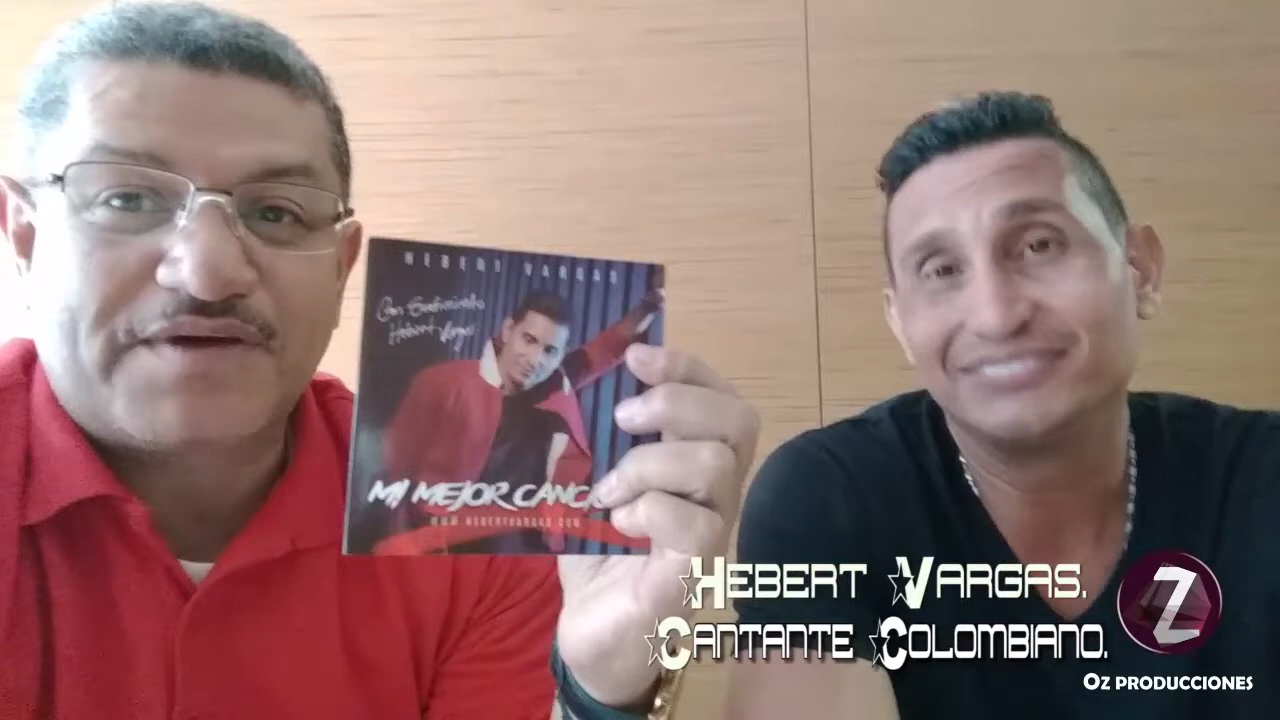 HEBERT VARGAS
Con Sentimiento
Hebert Vargas
MI MEJOR CANCI
WWW.HEBERTVARGAS.COM
HEBERT VARGAS.
CANTANTE COLOMBIANO.
Z
OZ PRODUCCIONES